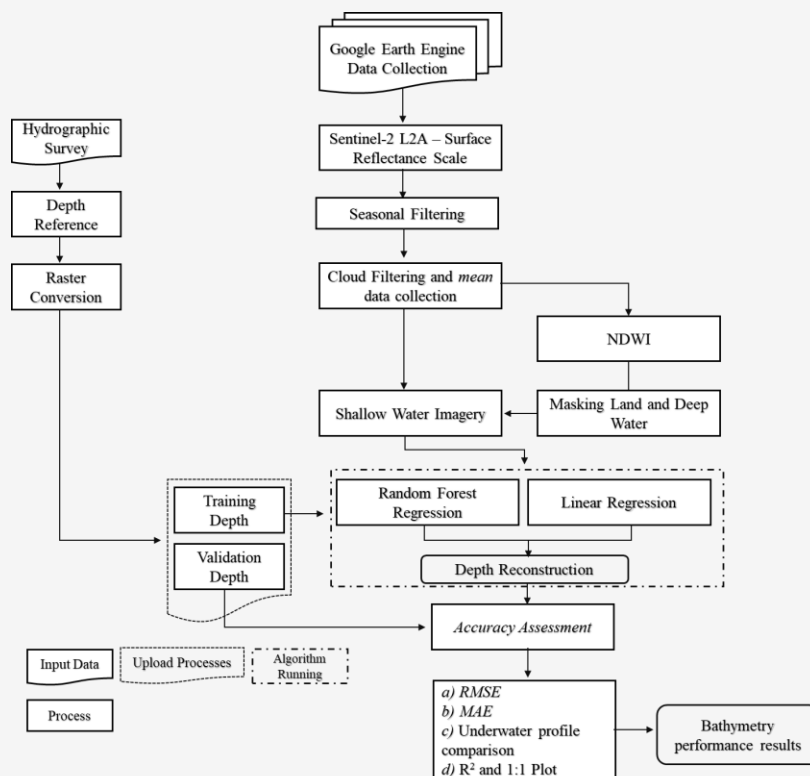 Google Earth Engine
Data Collection
Hydrographic
Survey
Sentinel-2 L2A – Surface
Reflectance Scale
Depth
Reference
Seasonal Filtering
Raster
Conversion
Cloud Filtering and mean
data collection
NDWI
Shallow Water Imagery
Masking Land and Deep
Water
Training
Depth
Random Forest
Regression
Linear Regression
Validation
Depth
Depth Reconstruction
Accuracy Assessment
Input Data
Upload Processes
Algorithm
Running
Process
a) RMSE
b) MAE
c) Underwater profile
comparison
d) R² and 1:1 Plot
Bathymetry
performance results